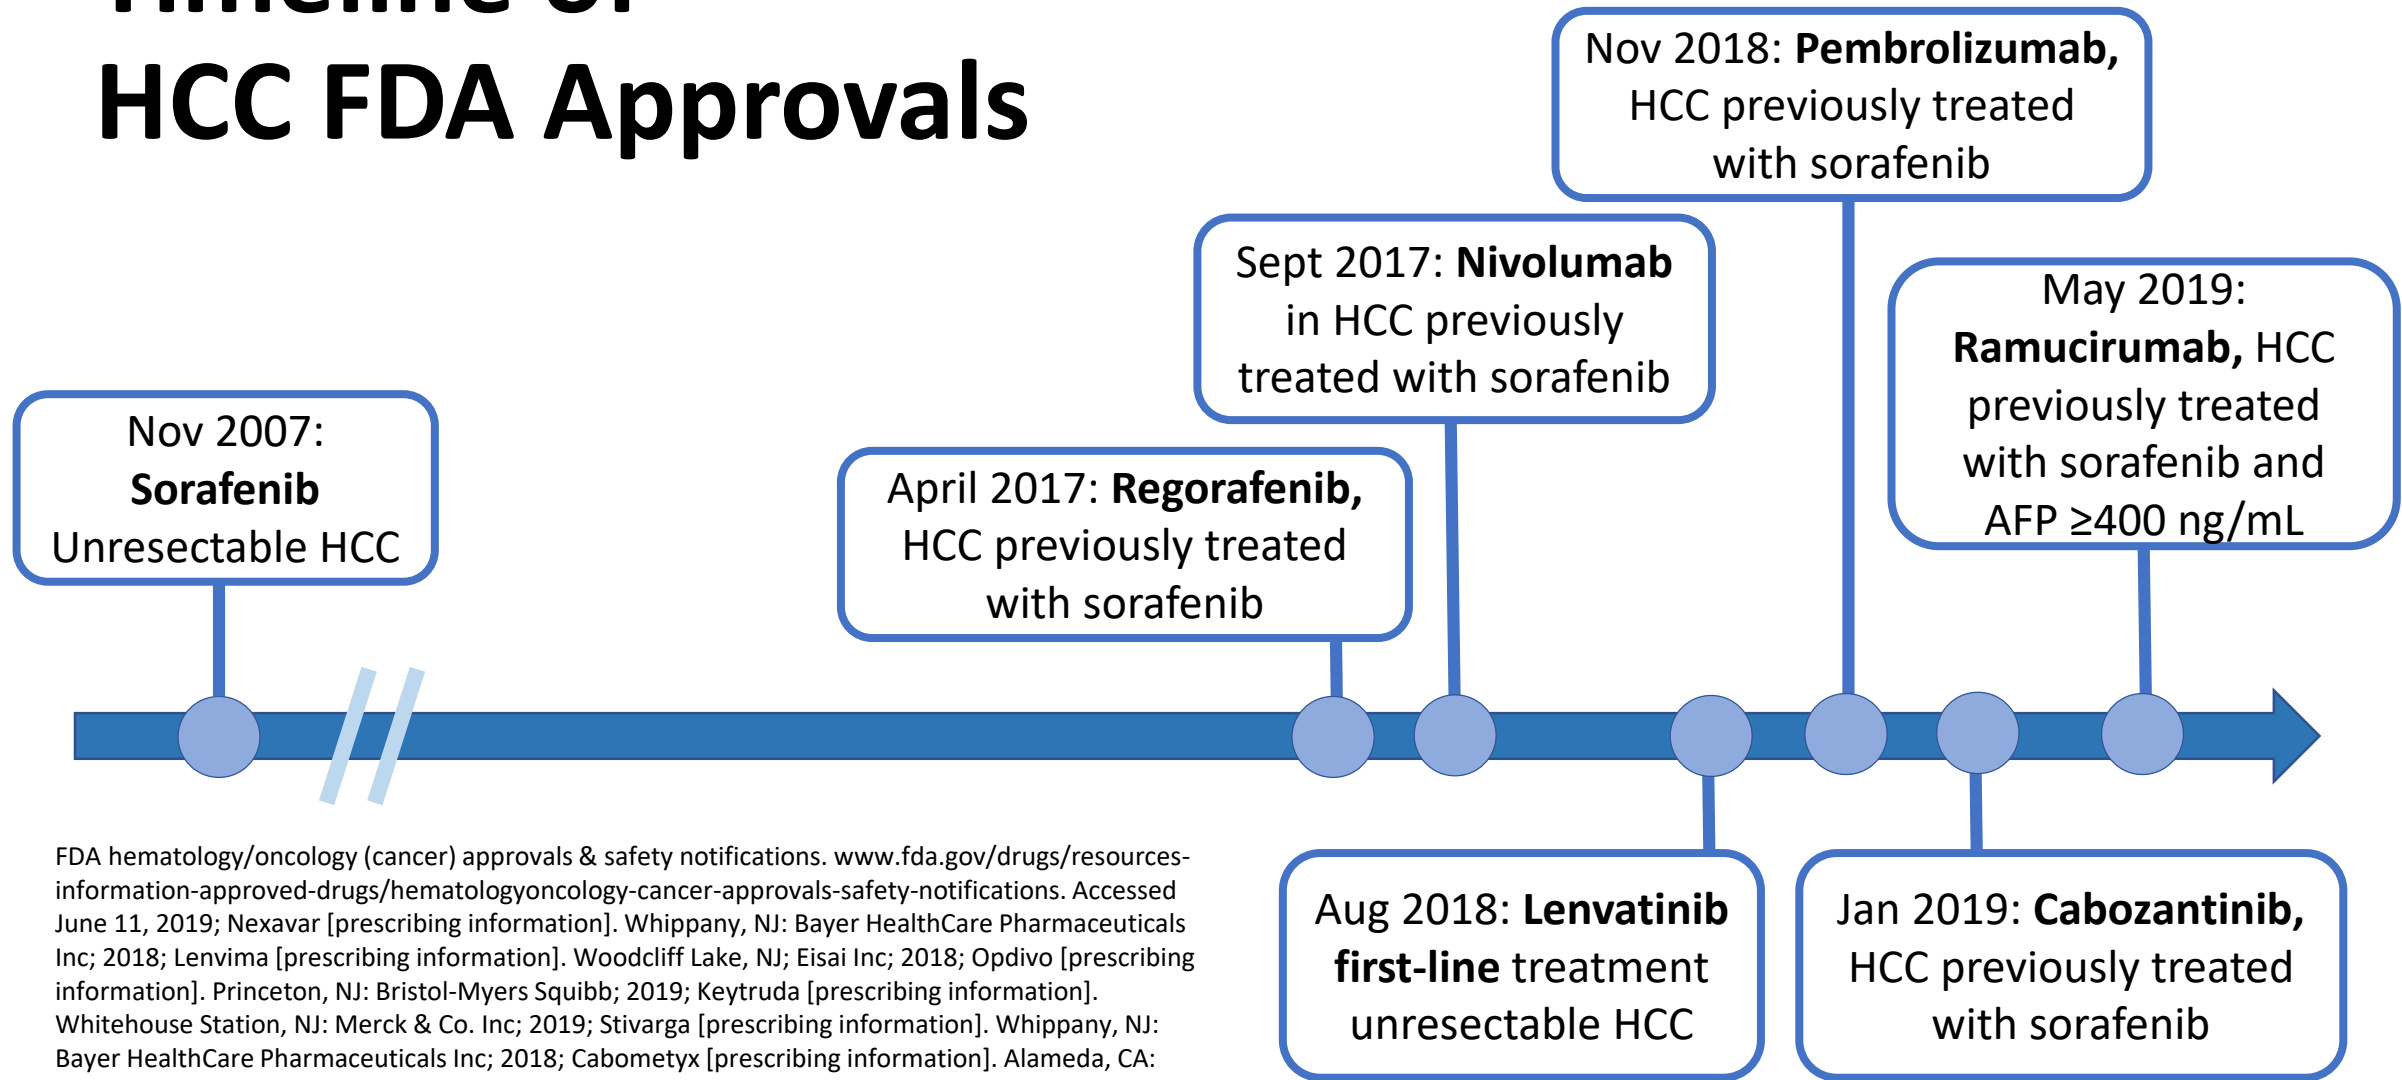 Timeline of
HCC FDA Approvals
Nov 2018: Pembrolizumab,
HCC previously treated
with sorafenib
Sept 2017: Nivolumab
in HCC previously
treated with sorafenib
May 2019:
Ramucirumab, HCC
previously treated
with sorafenib and
AFP ≥400 ng/mL
Nov 2007:
Sorafenib
Unresectable HCC
April 2017: Regorafenib,
HCC previously treated
with sorafenib
FDA hematology/oncology (cancer) approvals & safety notifications. www.fda.gov/drugs/resources-
information-approved-drugs/hematologyoncology-cancer-approvals-safety-notifications. Accessed
June 11, 2019; Nexavar [prescribing information]. Whippany, NJ: Bayer HealthCare Pharmaceuticals
Inc; 2018; Lenvima [prescribing information]. Woodcliff Lake, NJ; Eisai Inc; 2018; Opdivo [prescribing
information]. Princeton, NJ: Bristol-Myers Squibb; 2019; Keytruda [prescribing information].
Whitehouse Station, NJ: Merck & Co. Inc; 2019; Stivarga [prescribing information]. Whippany, NJ:
Bayer HealthCare Pharmaceuticals Inc; 2018; Cabometyx [prescribing information]. Alameda, CA:
Aug 2018: Lenvatinib
first-line treatment
unresectable HCC
Jan 2019: Cabozantinib,
HCC previously treated
with sorafenib